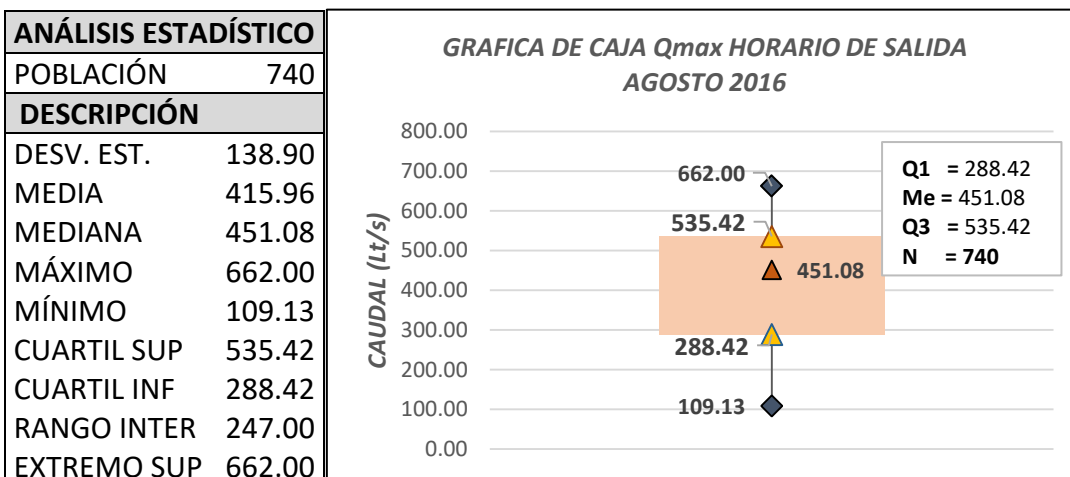 ANÁLISIS ESTADÍSTICO
POBLACIÓN 740
DESCRIPCIÓN
DESV. EST. 138.90
MEDIA 415.96
MEDIANA 451.08
MÁXIMO 662.00
MÍNIMO 109.13
CUARTIL SUP 535.42
CUARTIL INF 288.42
RANGO INTER 247.00
EXTREMO SUP 662.00
GRAFICA DE CAJA Qmax HORARIO DE SALIDA
AGOSTO 2016
CAUDAL (Lt/s)
800.00
700.00
600.00
500.00
400.00
300.00
200.00
100.00
0.00
662.00
535.42
451.08
288.42
109.13
Q1 = 288.42
Me = 451.08
Q3 = 535.42
N = 740